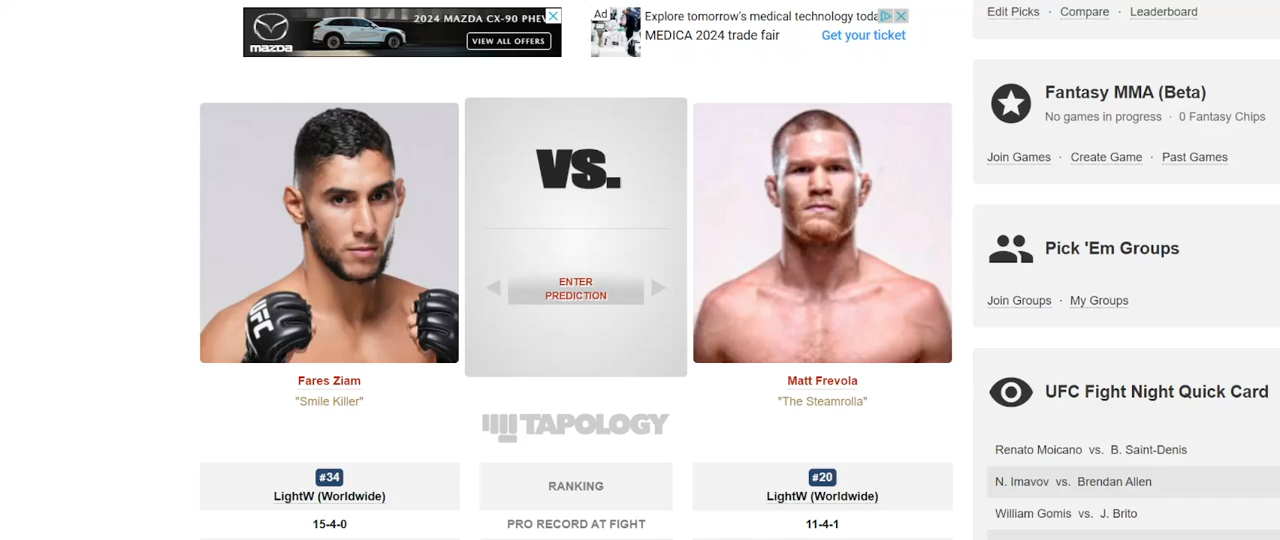 2024 MAZDA CX-90 PHEV
mazda
VIEW ALL OFFERS
Ad
Explore tomorrow's medical technology toda
MEDICA 2024 trade fair
Get your ticket
Edit Picks · Compare · Leaderboard
Fantasy MMA (Beta)
No games in progress · 0 Fantasy Chips
Join Games · Create Game · Past Games
VS.
ENTER
PREDICTION
UFC
Pick 'Em Groups
Join Groups · My Groups
Fares Ziam
"Smile Killer"
Matt Frevola
"The Steamrolla"
TAPOLOGY
UFC Fight Night Quick Card
Renato Moicano vs. B. Saint-Denis
N. Imavov vs. Brendan Allen
William Gomis vs. J. Brito
#34
LightW (Worldwide)
RANKING
#20
LightW (Worldwide)
15-4-0
PRO RECORD AT FIGHT
11-4-1